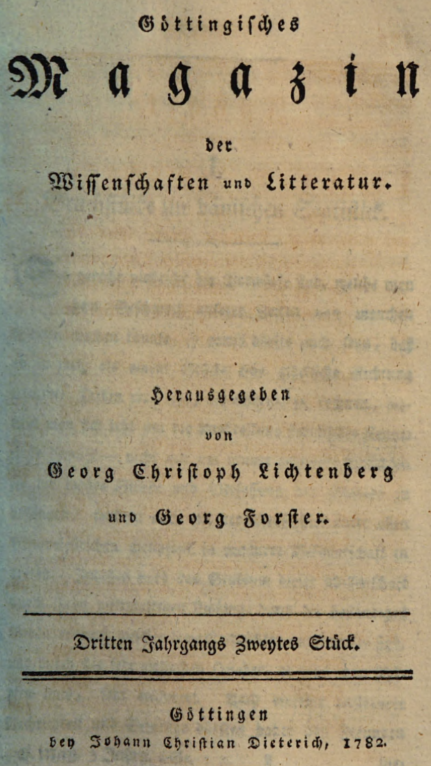 Göttingisches
Magazin
der
Wissenschaften und Litteratur.
Herausgegeben
von
Georg Christoph Lichtenberg
und Georg Forster.
Dritten Jahrgangs Zweytes Stück.
Göttingen
bey Johann Christian Dieterich, 1782.